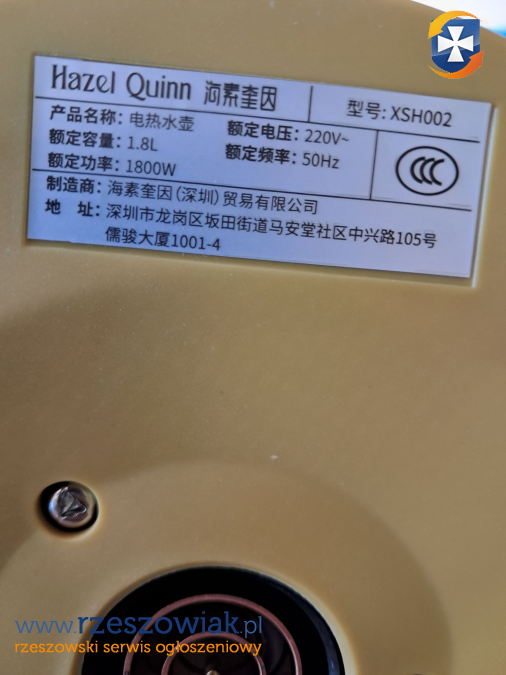 Hazel Quinn 海素奎因
型号: XSH002
产品名称: 电热水壶
额定电压: 220V~
额定容量: 1.8L
额定频率: 50Hz
额定功率: 1800W
CCC
制造商: 海素奎因(深圳)贸易有限公司
地 址: 深圳市龙岗区坂田街道马安堂社区中兴路105号
儒骏大厦1001-4
www.rzeszowiak.pl
rzeszowski serwis ogłoszeniowy